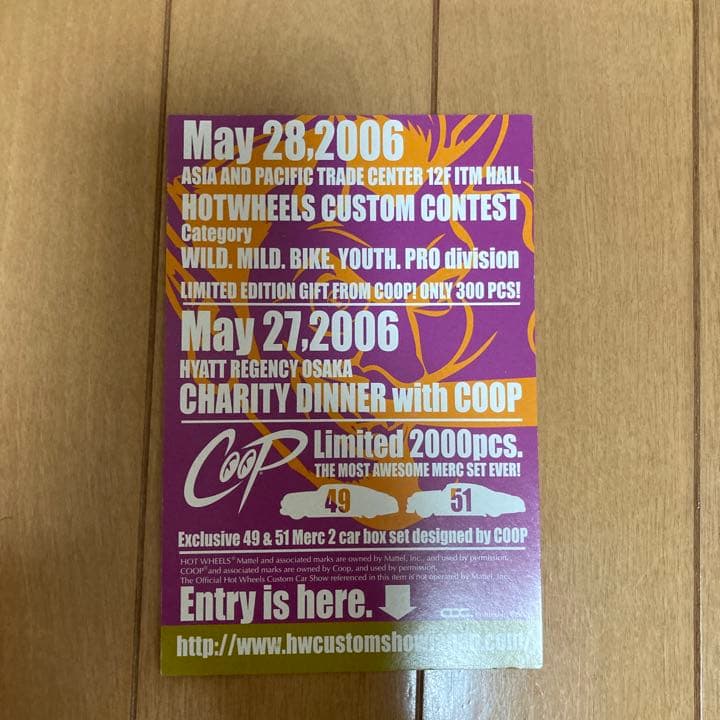 May 28,2006
ASIA AND PACIFIC TRADE CENTER 12F ITM HALL
HOTWHEELS CUSTOM CONTEST
Category
WILD. MILD. BIKE. YOUTH. PRO division
LIMITED EDITION GIFT FROM COOP! ONLY 300 PCS!
May 27,2006
HYATT REGENCY OSAKA
CHARITY DINNER with COOP
COOP
Limited 2000pcs.
THE MOST AWESOME MERC SET EVER!
49 51
Exclusive 49 & 51 Merc 2 car box set designed by COOP
HOT WHEELS® Mattel and associated marks are owned by Mattel, Inc., and used by permission.
COOP® and associated marks are owned by Coop, and used by permission.
The Official Hot Wheels Custom Car Show referenced in this item is not operated by Mattel, Inc.
Entry is here.